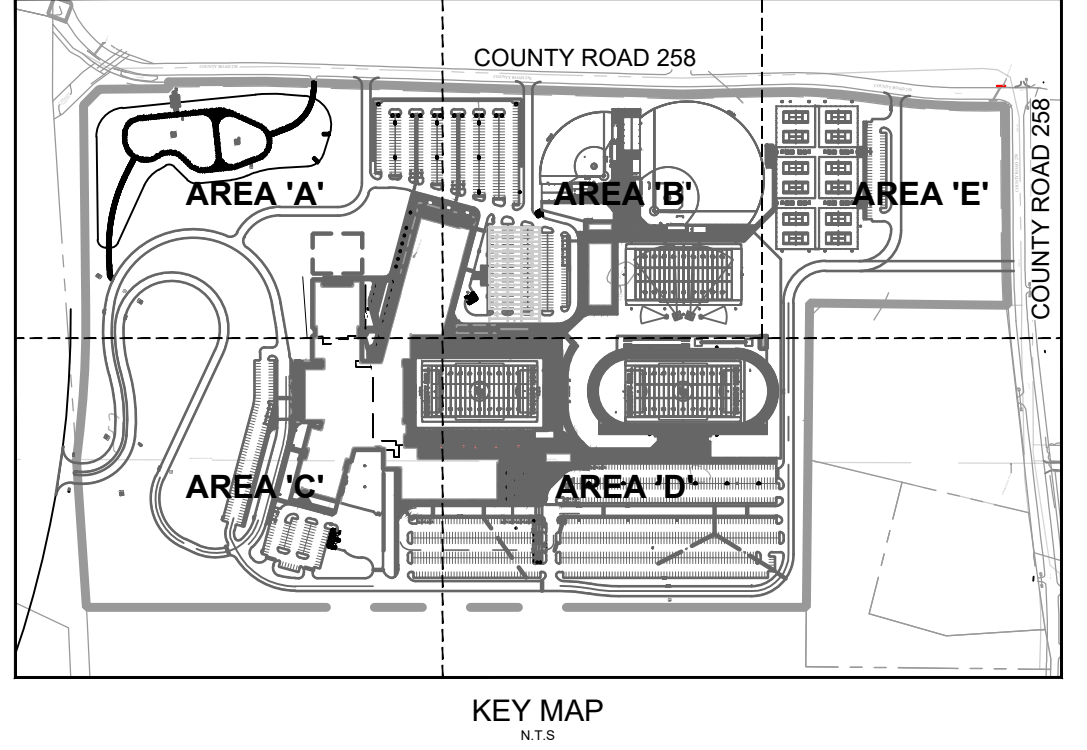 COUNTY ROAD 258
COUNTY ROAD 258
AREA 'A'
AREA 'B'
AREA 'E'
AREA 'C'
AREA 'D'
KEY MAP
N.T.S